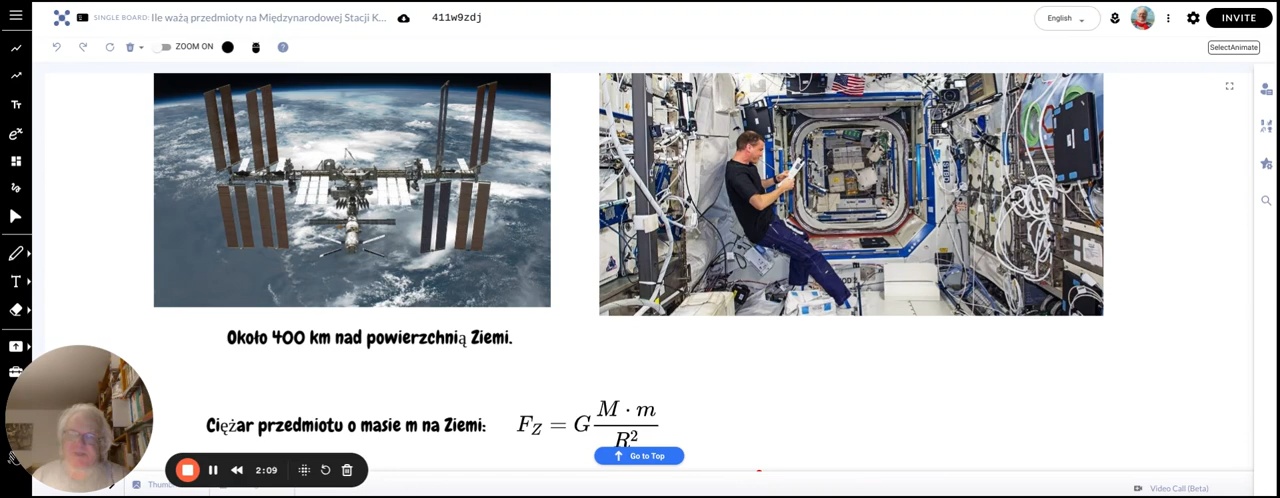 SINGLE BOARD: Ile ważą przedmioty na Międzynarodowej Stacji K...
411w9zdj
English
INVITE
ZOOM ON
SelectAnimate
Około 400 km nad powierzchnią Ziemi.
Ciężar przedmiotu o masie m na Ziemi: F_Z = G \frac{M \cdot m}{R^2}
Go to Top
2:09
Thum
Video Call (Beta)